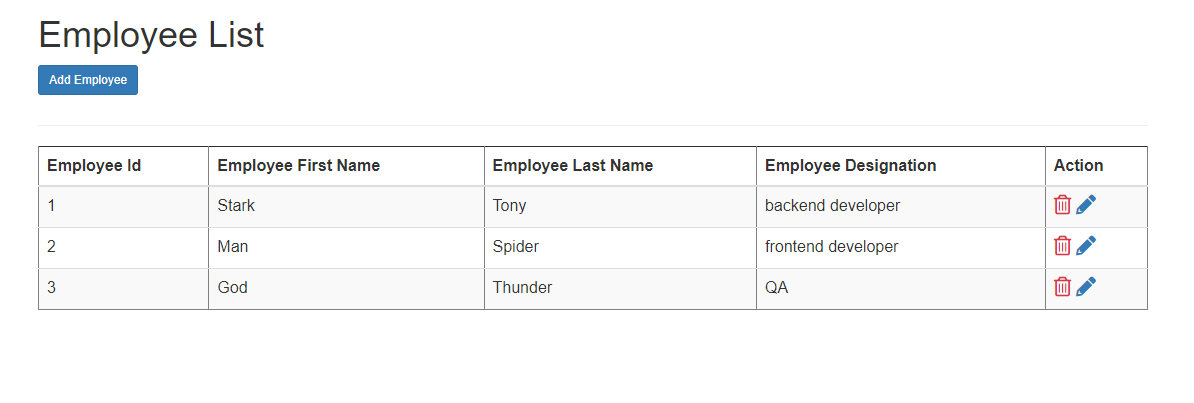 Employee List
Add Employee
Employee Id Employee First Name Employee Last Name Employee Designation Action
1 Stark Tony backend developer
2 Man Spider frontend developer
3 God Thunder QA